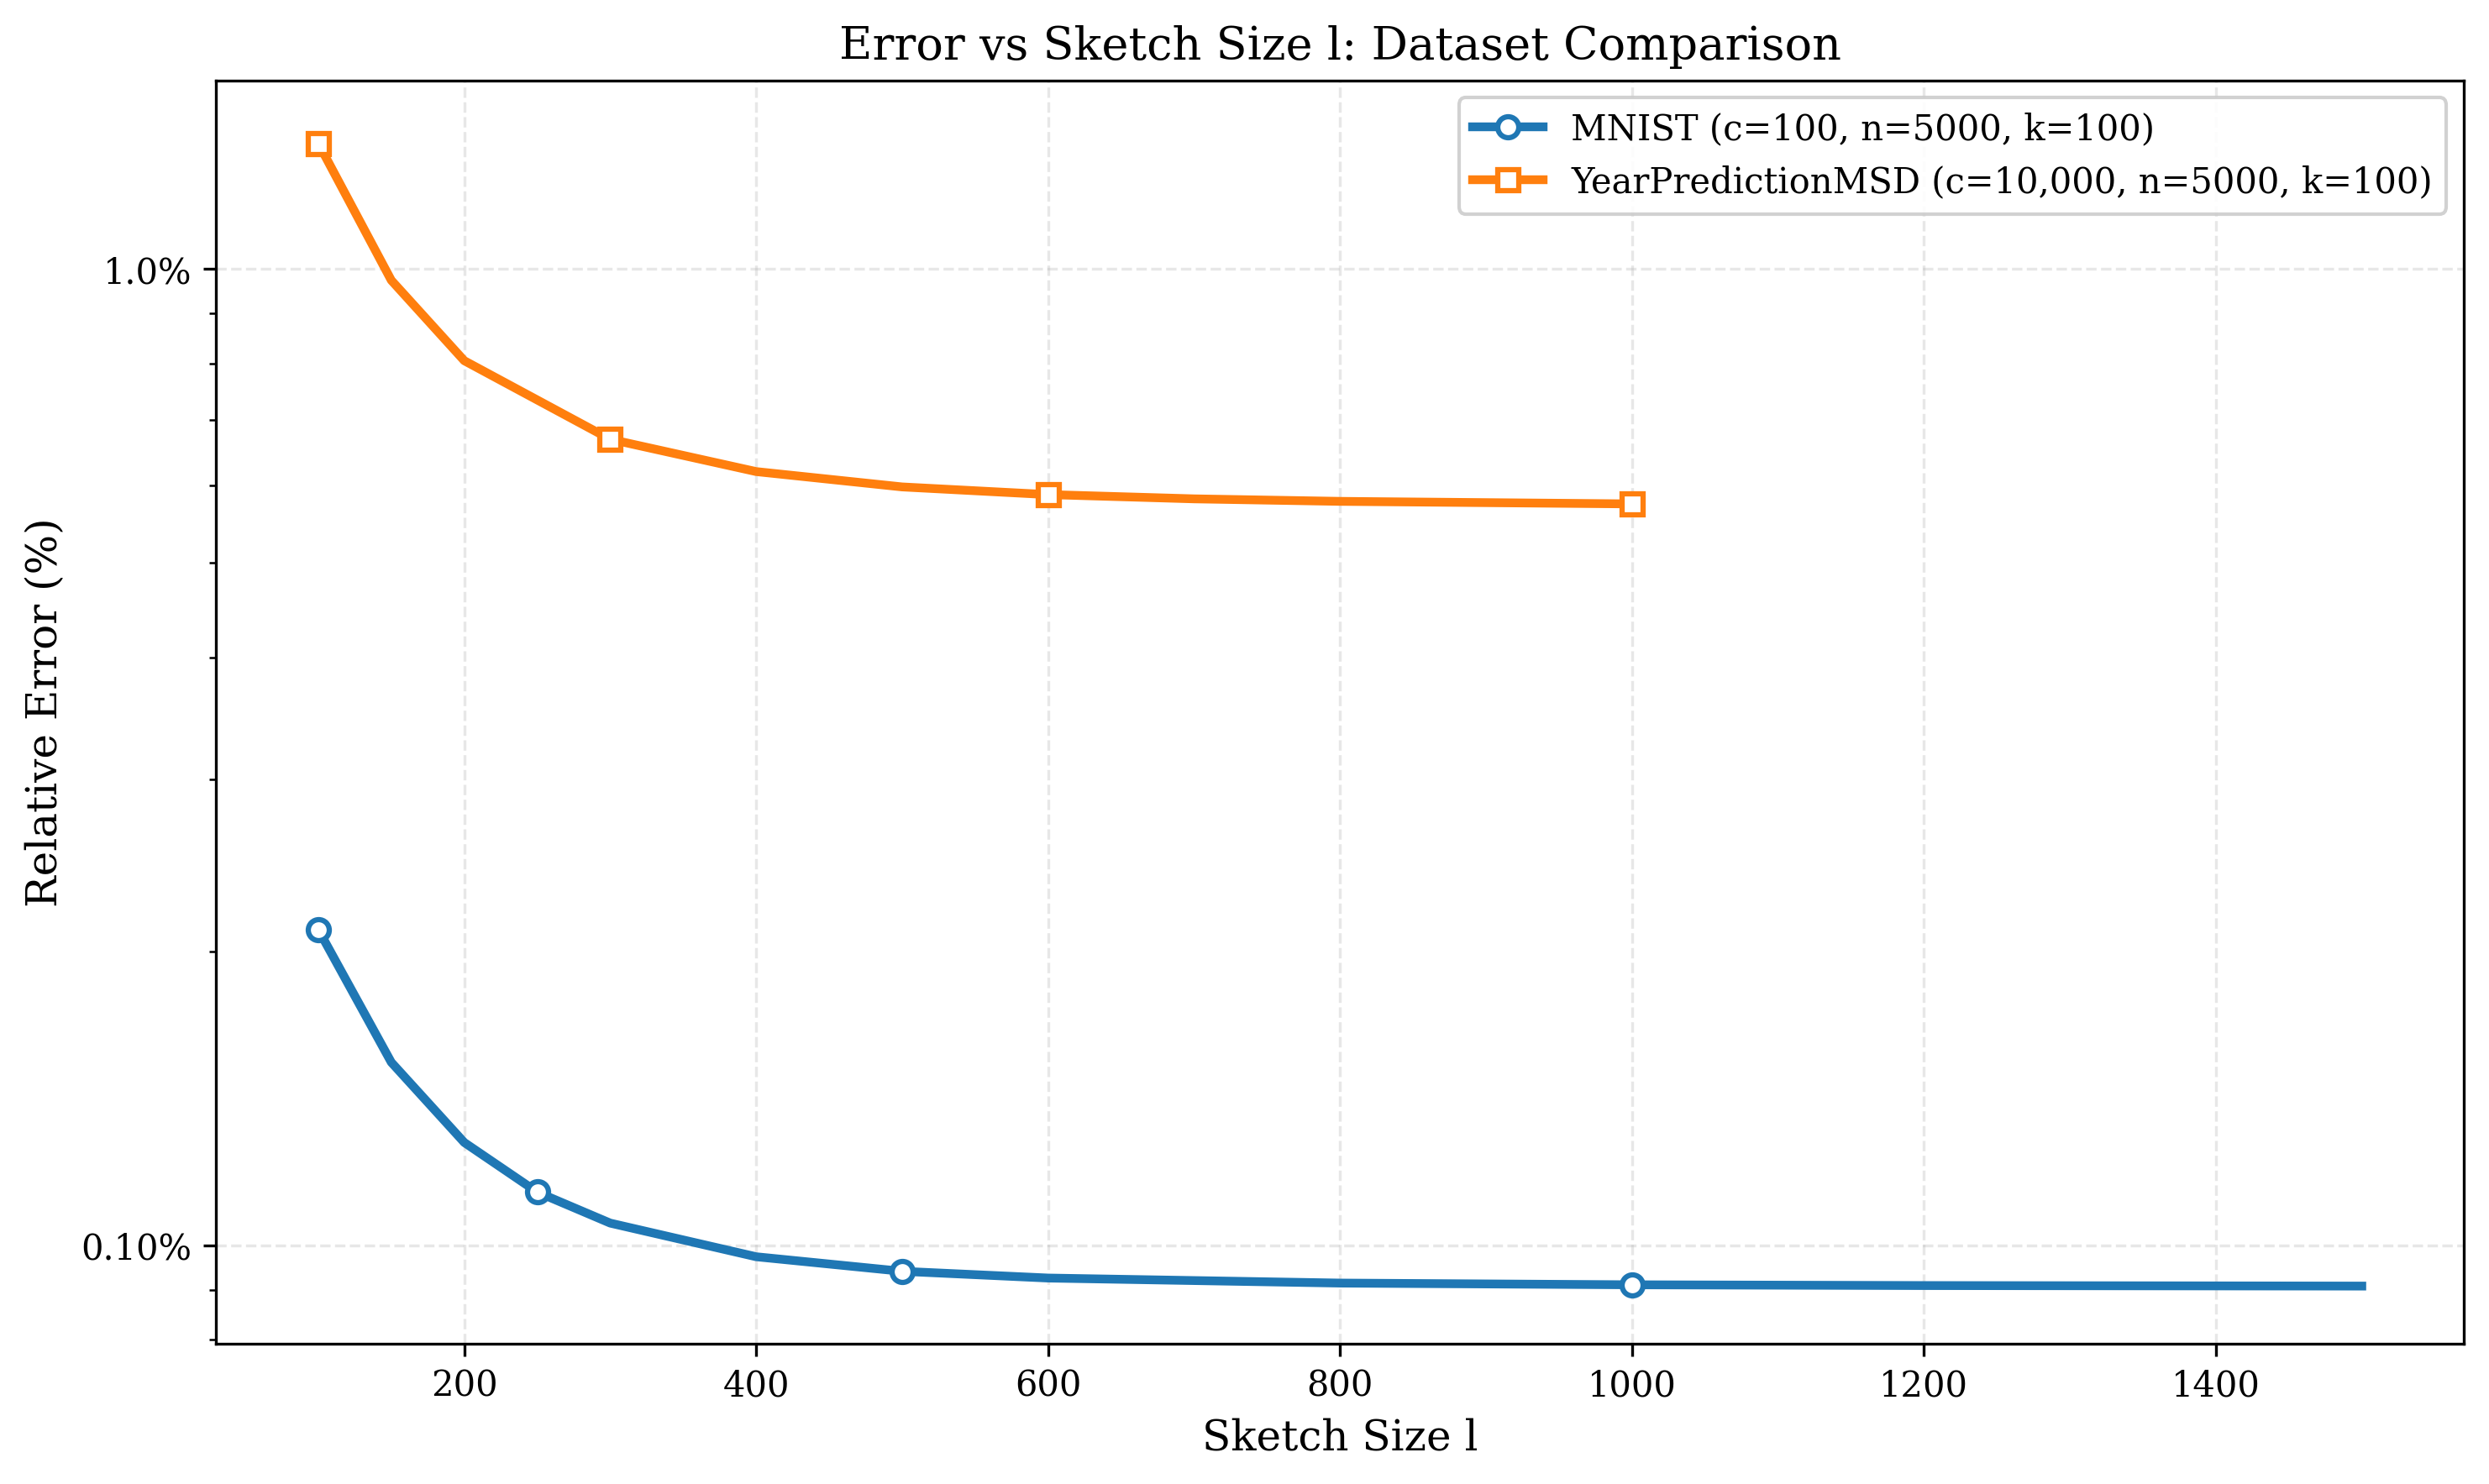 Error vs Sketch Size l: Dataset Comparison
MNIST (c=100, n=5000, k=100)
YearPredictionMSD (c=10,000, n=5000, k=100)
Relative Error (%)
1.0%
0.10%
200 400 600 800 1000 1200 1400
Sketch Size l